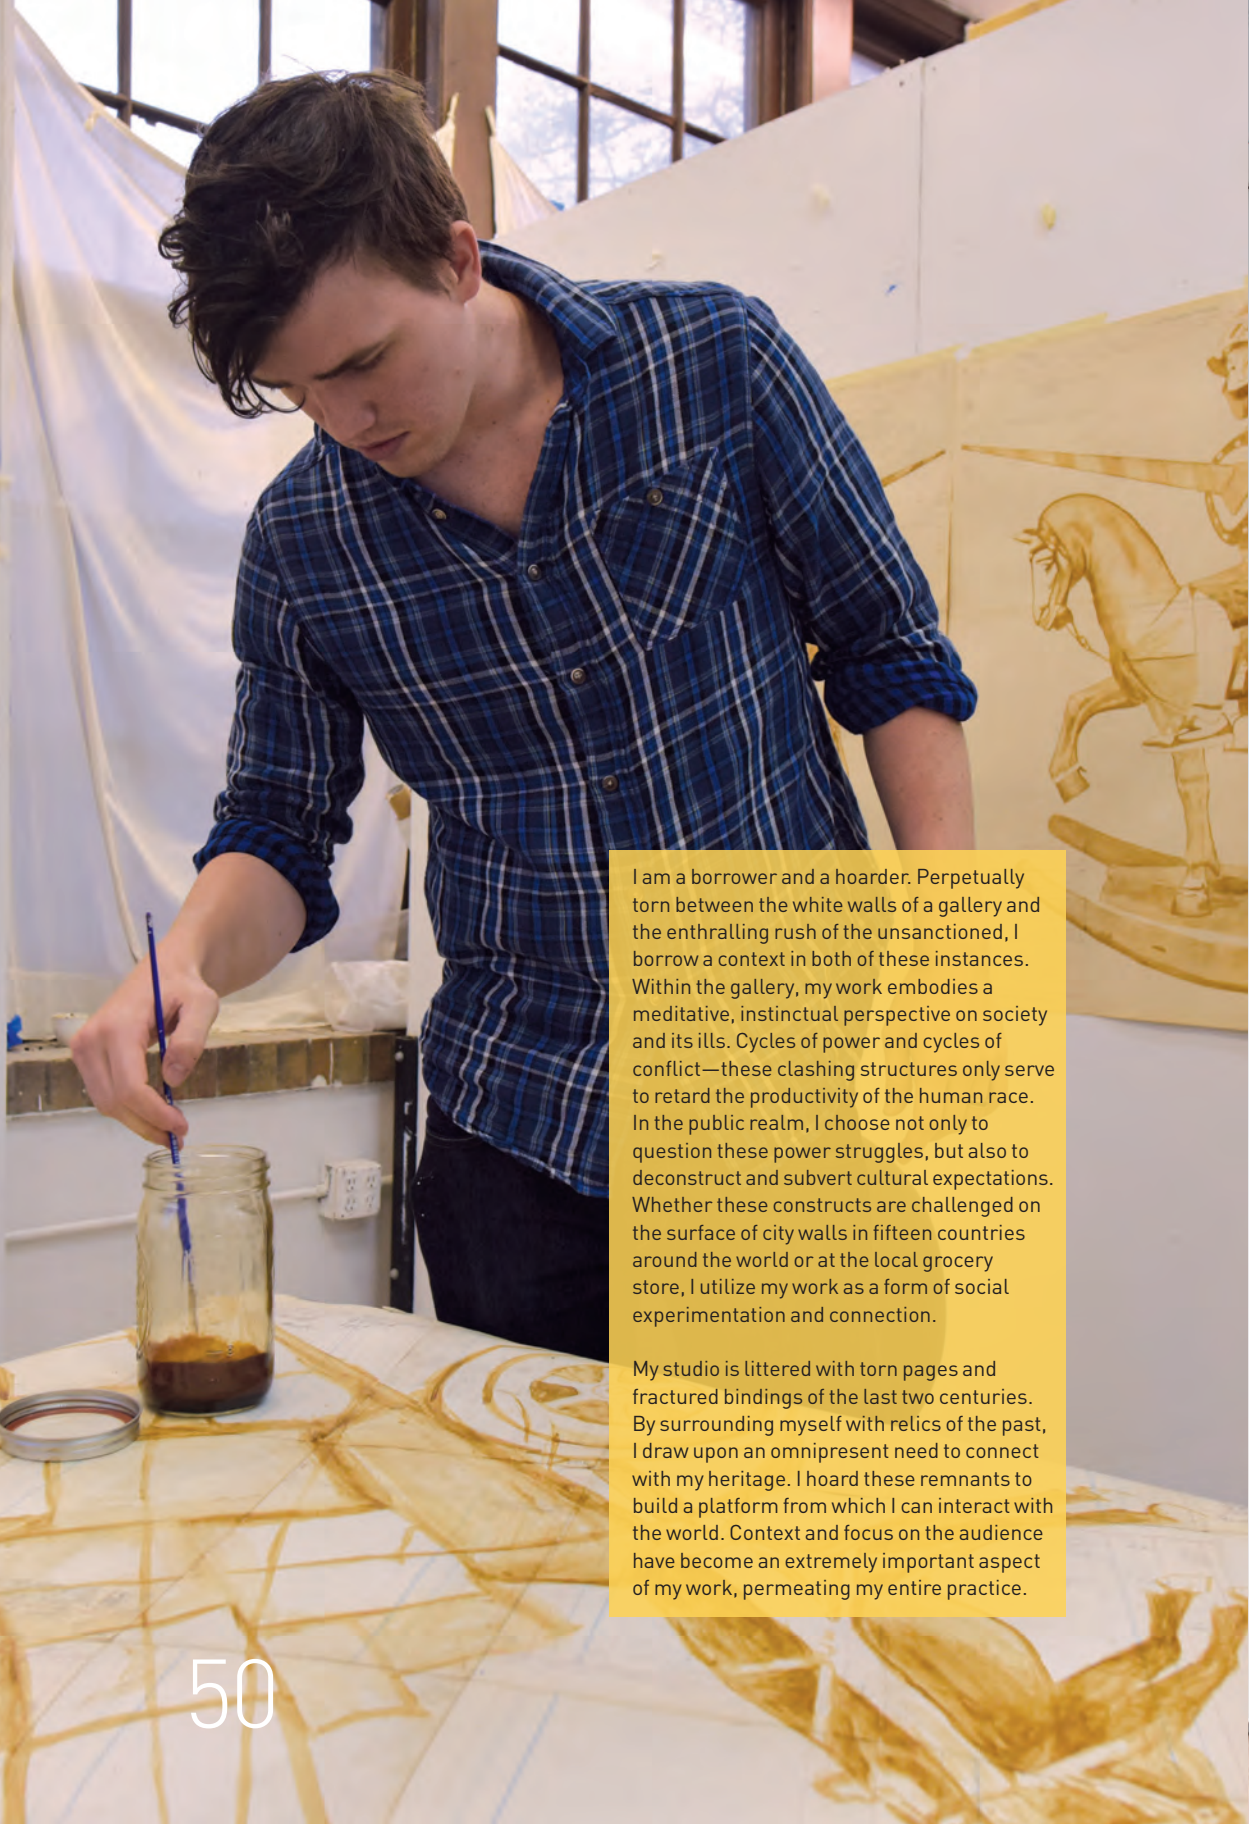 I am a borrower and a hoarder. Perpetually
torn between the white walls of a gallery and
the enthralling rush of the unsanctioned, I
borrow a context in both of these instances.
Within the gallery, my work embodies a
meditative, instinctual perspective on society
and its ills. Cycles of power and cycles of
conflict—these clashing structures only serve
to retard the productivity of the human race.
In the public realm, I choose not only to
question these power struggles, but also to
deconstruct and subvert cultural expectations.
Whether these constructs are challenged on
the surface of city walls in fifteen countries
around the world or at the local grocery
store, I utilize my work as a form of social
experimentation and connection.
My studio is littered with torn pages and
fractured bindings of the last two centuries.
By surrounding myself with relics of the past,
I draw upon an omnipresent need to connect
with my heritage. I hoard these remnants to
build a platform from which I can interact with
the world. Context and focus on the audience
have become an extremely important aspect
of my work, permeating my entire practice.
50